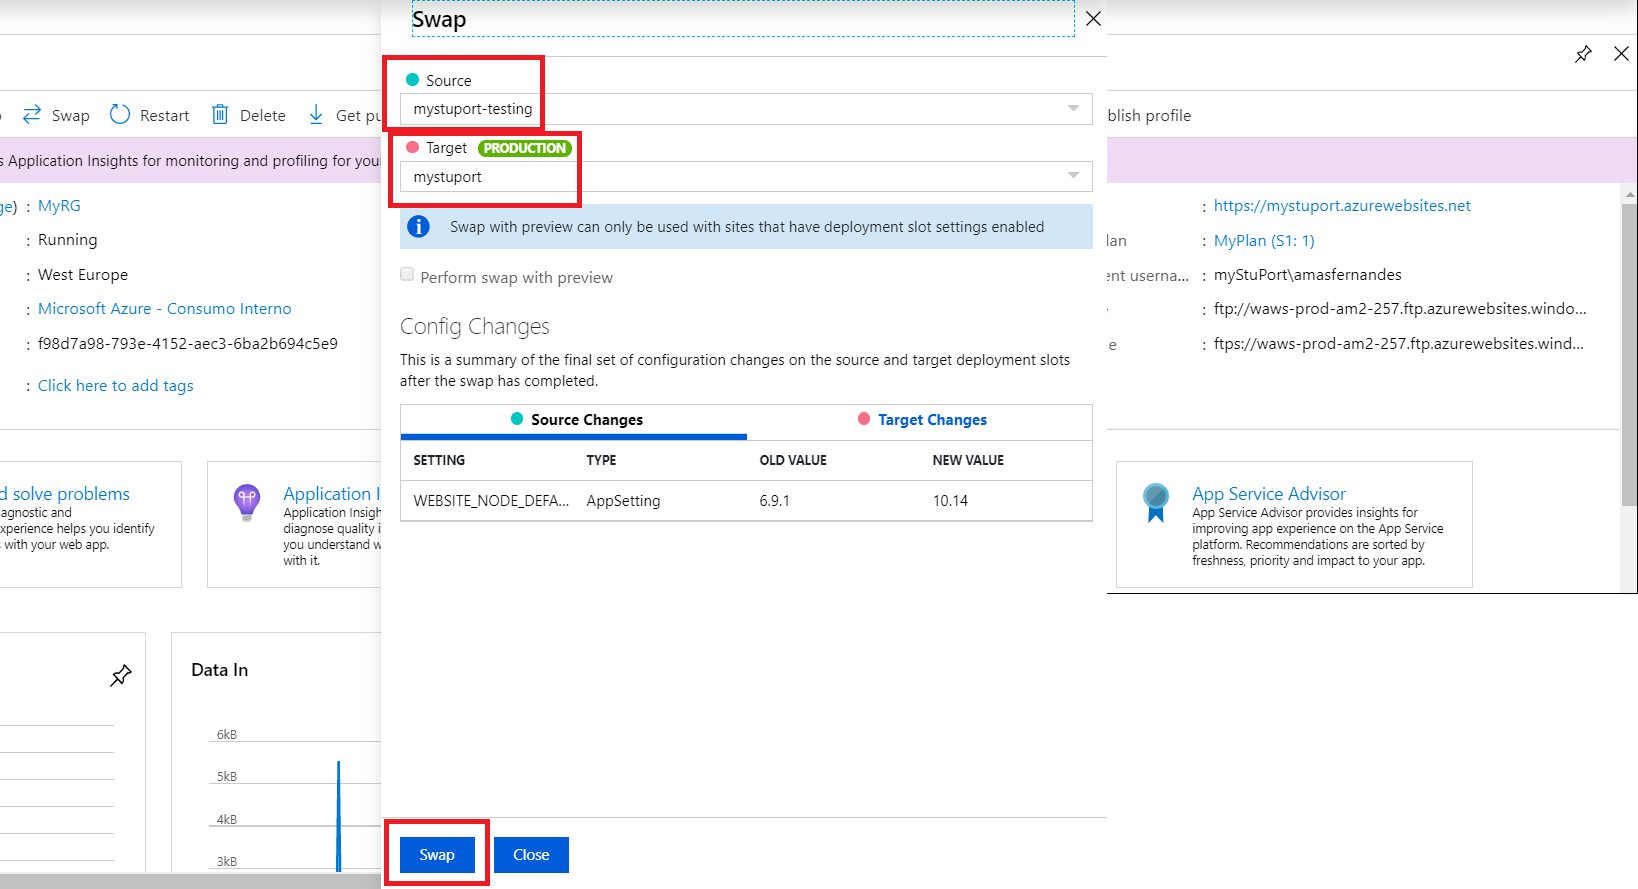 Swap
Source
mystuport-testing
Target PRODUCTION
mystuport
Swap with preview can only be used with sites that have deployment slot settings enabled
Perform swap with preview
Config Changes
This is a summary of the final set of configuration changes on the source and target deployment slots
after the swap has completed.
Source Changes Target Changes
SETTING TYPE OLD VALUE NEW VALUE
WEBSITE_NODE_DEFA... AppSetting 6.9.1 10.14
Swap Close
Swap Restart Delete Get pu
s Application Insights for monitoring and profiling for your
ge) : MyRG
: Running
: West Europe
: Microsoft Azure - Consumo Interno
: f98d7a98-793e-4152-aec3-6ba2b694c5e9
: Click here to add tags
d solve problems
agnostic and
xperience helps you identify
s with your web app.
Application I
Application Insigh
diagnose quality i
you understand w
with it.
Data In
6kB
5kB
4kB
3kB
blish profile
: https://mystuport.azurewebsites.net
lan : MyPlan (S1: 1)
ent userna... : myStuPort\amasfernandes
: ftp://waws-prod-am2-257.ftp.azurewebsites.windo...
e : ftps://waws-prod-am2-257.ftp.azurewebsites.wind...
App Service Advisor
App Service Advisor provides insights for
improving app experience on the App Service
platform. Recommendations are sorted by
freshness, priority and impact to your app.